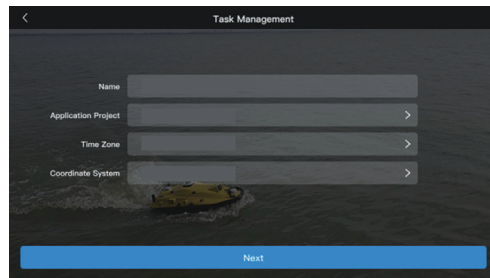 Task Management
Name
Application Project
Time Zone
Coordinate System
Next